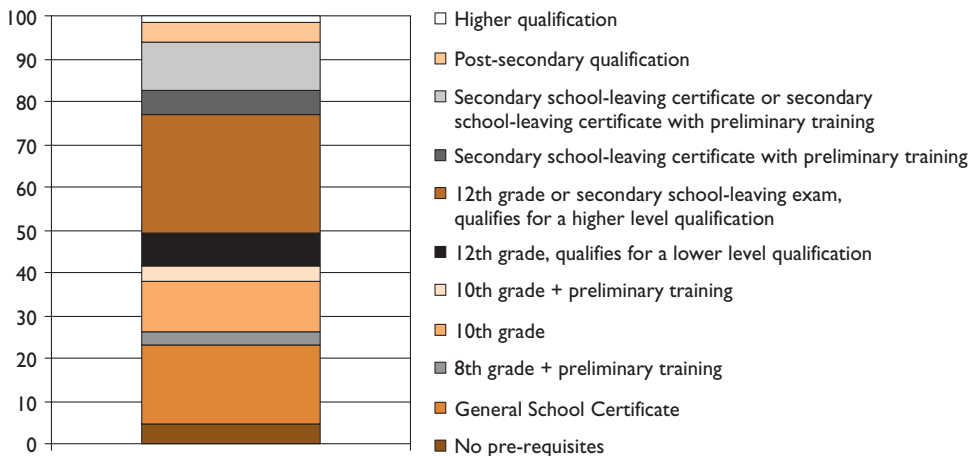 100
90
80
70
60
50
40
30
20
10
0
Higher qualification
Post-secondary qualification
Secondary school-leaving certificate or secondary
school-leaving certificate with preliminary training
Secondary school-leaving certificate with preliminary training
12th grade or secondary school-leaving exam,
qualifies for a higher level qualification
12th grade, qualifies for a lower level qualification
10th grade + preliminary training
10th grade
8th grade + preliminary training
General School Certificate
No pre-requisites